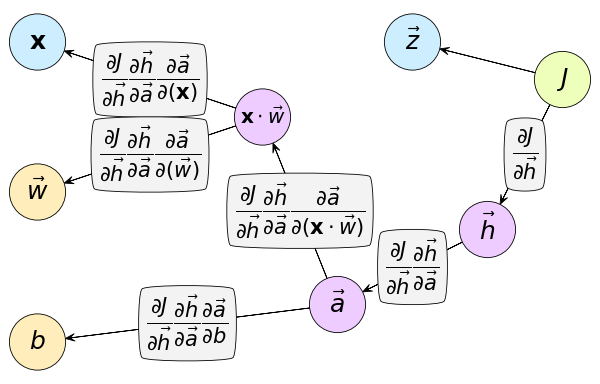 x
z⃗
J
∂J/∂h⃗ ∂h⃗/∂a⃗ ∂a⃗/∂(x)
x · w⃗
∂J/∂h⃗ ∂h⃗/∂a⃗ ∂a⃗/∂(w⃗)
∂J/∂h⃗
w⃗
∂J/∂h⃗ ∂h⃗/∂a⃗ ∂a⃗/∂(x · w⃗)
h⃗
∂J/∂h⃗ ∂h⃗/∂a⃗
a⃗
∂J/∂h⃗ ∂h⃗/∂a⃗ ∂a⃗/∂b
b